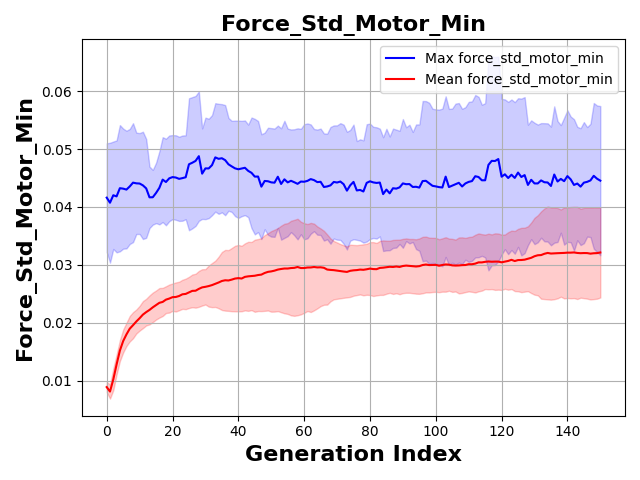 Force_Std_Motor_Min
Max force_std_motor_min
Mean force_std_motor_min
Force_Std_Motor_Min
0.06
0.05
0.04
0.03
0.02
0.01
0 20 40 60 80 100 120 140
Generation Index